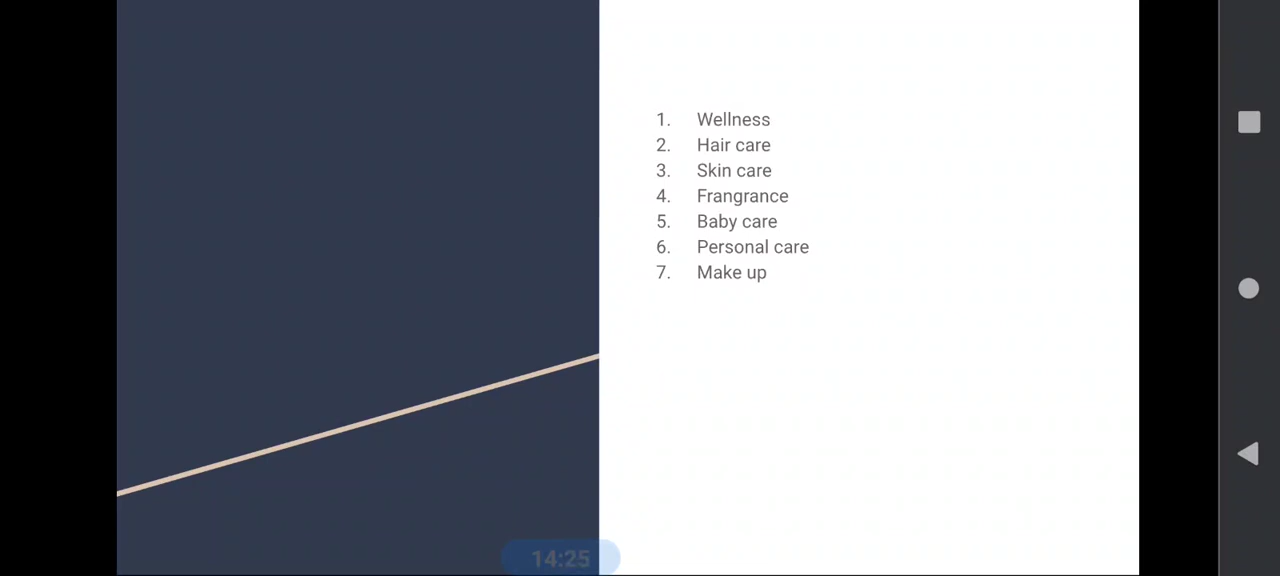 1. Wellness
2. Hair care
3. Skin care
4. Frangrance
5. Baby care
6. Personal care
7. Make up
14:25